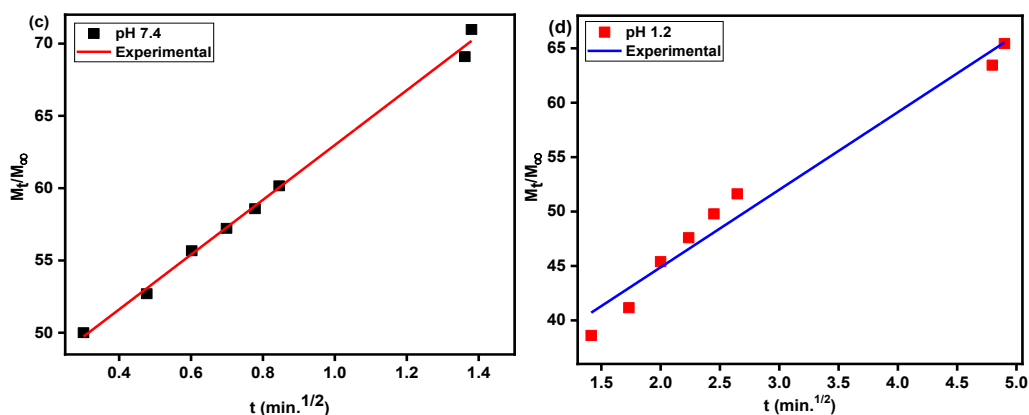 (c)
pH 7.4
Experimental
70
65
60
55
50
0.4
0.6
0.8
1.0
1.2
1.4
Mt/M∞
t (min.1/2)
(d)
pH 1.2
Experimental
65
60
55
50
45
40
1.5
2.0
2.5
3.0
3.5
4.0
4.5
5.0
Mt/M∞
t (min.1/2)